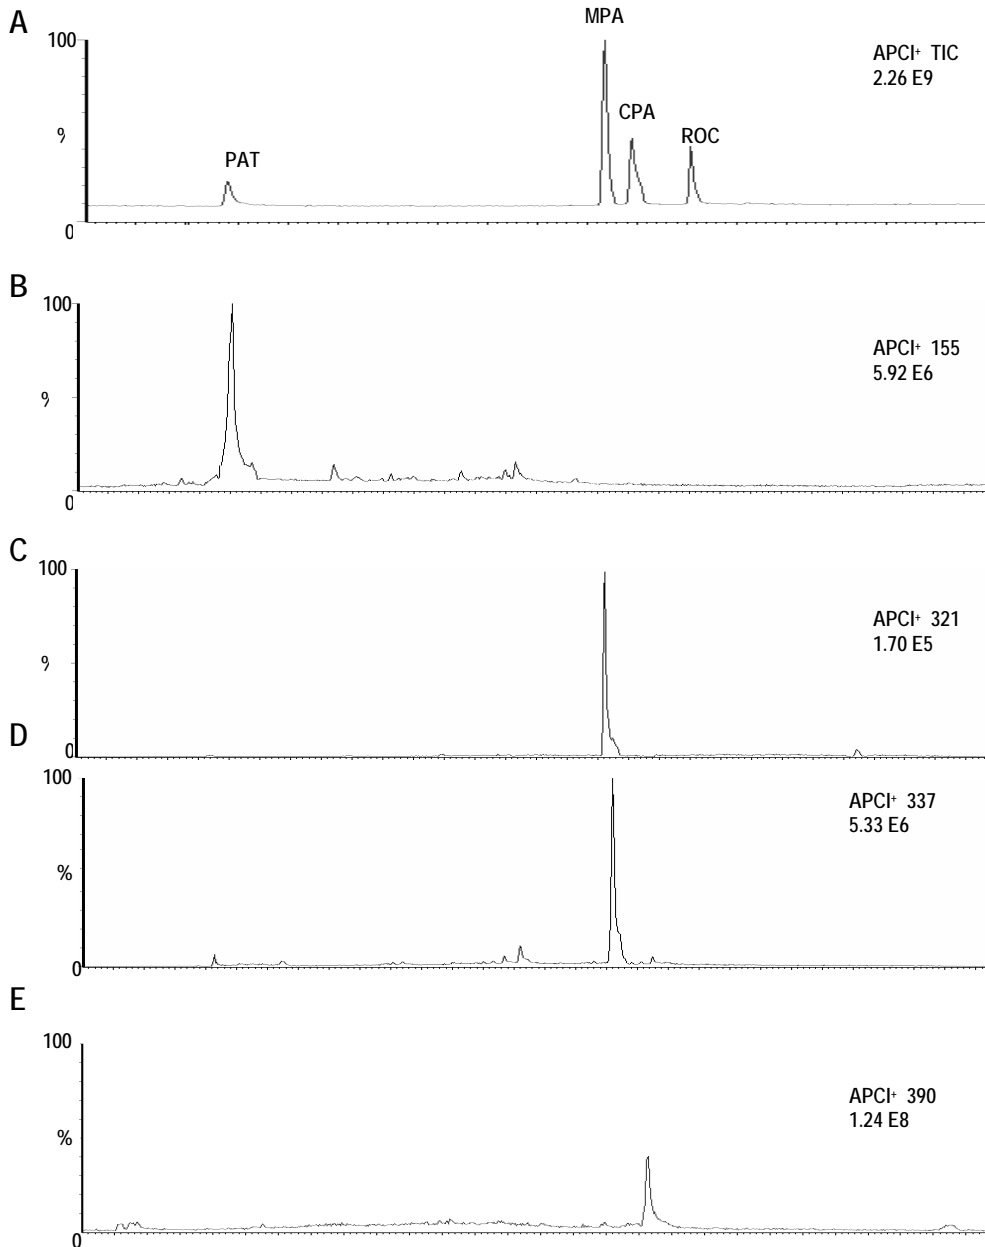 A
MPA
100
APCI+ TIC
2.26 E9
CPA
%
ROC
PAT
0
B
100
APCI+ 155
5.92 E6
%
0
C
100
APCI+ 321
1.70 E5
%
0
D
100
APCI+ 337
5.33 E6
%
0
E
100
APCI+ 390
1.24 E8
%
0